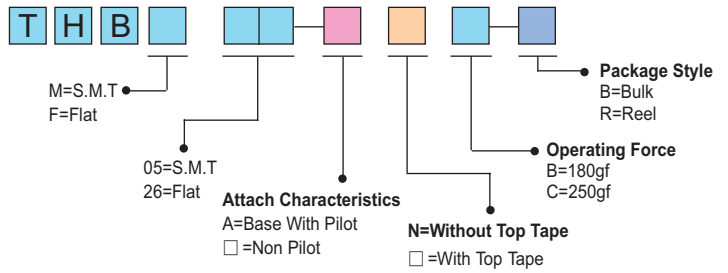 T H B
M=S.M.T
F=Flat
05=S.M.T
26=Flat
Attach Characteristics
A=Base With Pilot
□ =Non Pilot
N=Without Top Tape
□ =With Top Tape
Operating Force
B=180gf
C=250gf
Package Style
B=Bulk
R=Reel